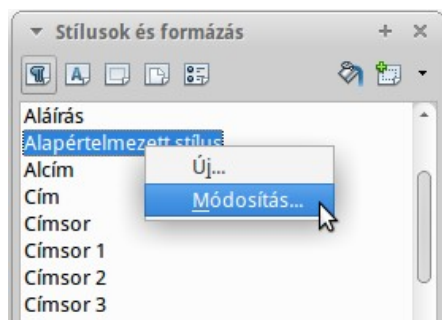 Stílusok és formázás
Aláírás
Alapértelmezett stílus
Alcím
Új...
Cím
Módosítás...
Címsor
Címsor 1
Címsor 2
Címsor 3